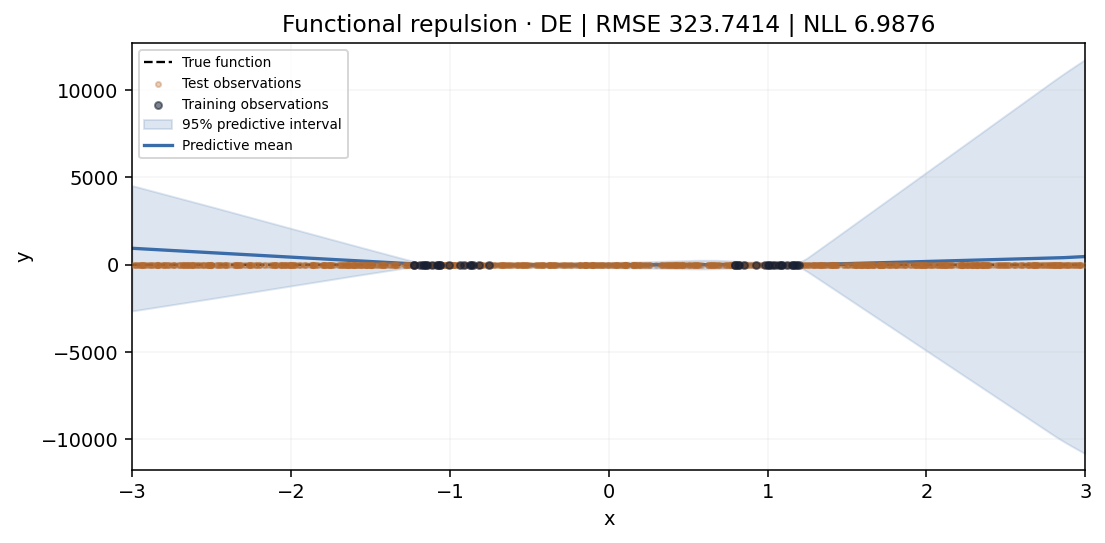 Functional repulsion · DE | RMSE 323.7414 | NLL 6.9876
True function
Test observations
Training observations
95% predictive interval
Predictive mean
10000
5000
0
−5000
−10000
y
−3 −2 −1 0 1 2 3
x